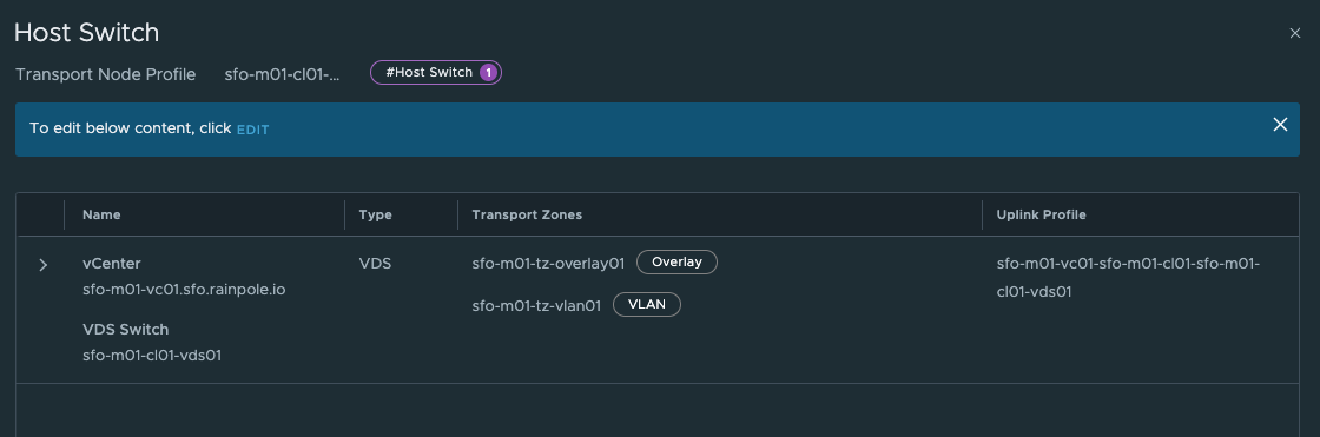 Host Switch
Transport Node Profile sfo-m01-cl01-... #Host Switch 1
To edit below content, click EDIT
Name Type Transport Zones Uplink Profile
vCenter VDS sfo-m01-tz-overlay01 Overlay sfo-m01-vc01-sfo-m01-cl01-sfo-m01-
sfo-m01-vc01.sfo.rainpole.io cl01-vds01
sfo-m01-tz-vlan01 VLAN
VDS Switch
sfo-m01-cl01-vds01